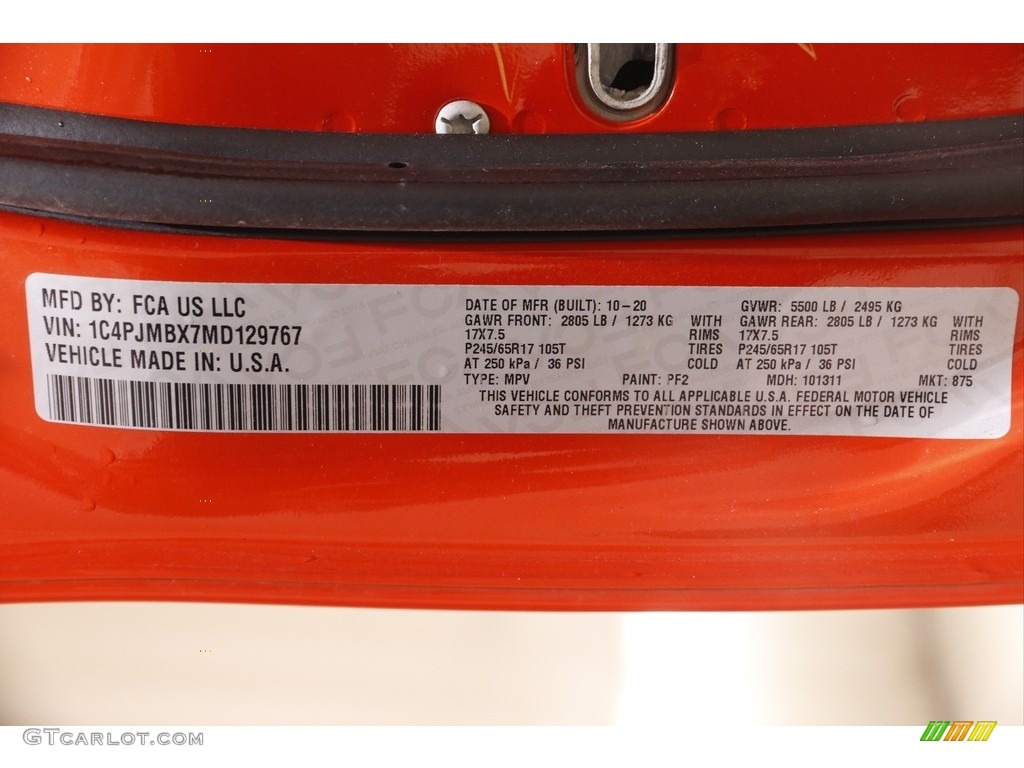 MFD BY: FCA US LLC
VIN: 1C4PJMBX7MD129767
VEHICLE MADE IN: U.S.A.
DATE OF MFR (BUILT): 10-20 GVWR: 5500 LB / 2495 KG
GAWR FRONT: 2805 LB / 1273 KG WITH GAWR REAR: 2805 LB / 1273 KG WITH
17X7.5 RIMS 17X7.5 RIMS
P245/65R17 105T TIRES P245/65R17 105T TIRES
AT 250 kPa / 36 PSI COLD AT 250 kPa / 36 PSI COLD
TYPE: MPV PAINT: PF2 MDH: 101311 MKT: 875
THIS VEHICLE CONFORMS TO ALL APPLICABLE U.S.A. FEDERAL MOTOR VEHICLE
SAFETY AND THEFT PREVENTION STANDARDS IN EFFECT ON THE DATE OF
MANUFACTURE SHOWN ABOVE.
GTCarlot.com